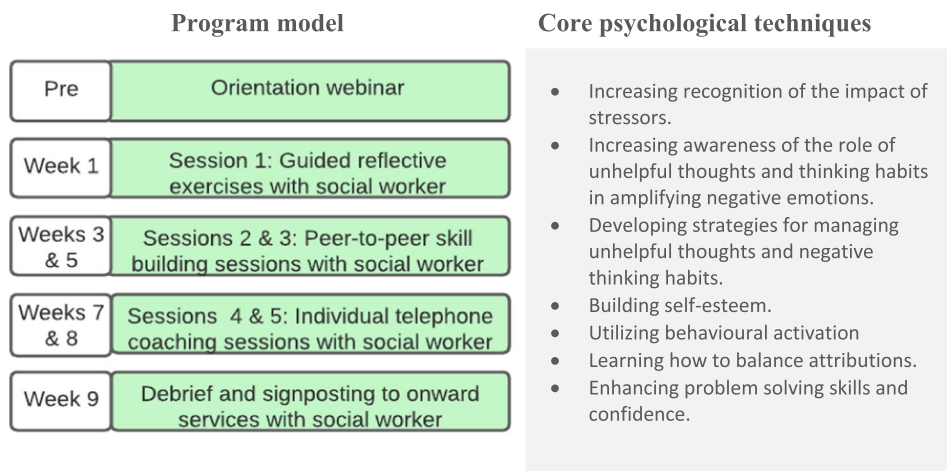 Program model
Pre
Orientation webinar
Week 1
Session 1: Guided reflective
exercises with social worker
Weeks 3
& 5
Sessions 2 & 3: Peer-to-peer skill
building sessions with social worker
Weeks 7
& 8
Sessions  4 & 5: Individual telephone
coaching sessions with social worker
Week 9
Debrief and signposting to onward
services with social worker
Core psychological techniques
• Increasing recognition of the impact of
stressors.
• Increasing awareness of the role of
unhelpful thoughts and thinking habits
in amplifying negative emotions.
• Developing strategies for managing
unhelpful thoughts and negative
thinking habits.
• Building self-esteem.
• Utilizing behavioural activation
• Learning how to balance attributions.
• Enhancing problem solving skills and
confidence.